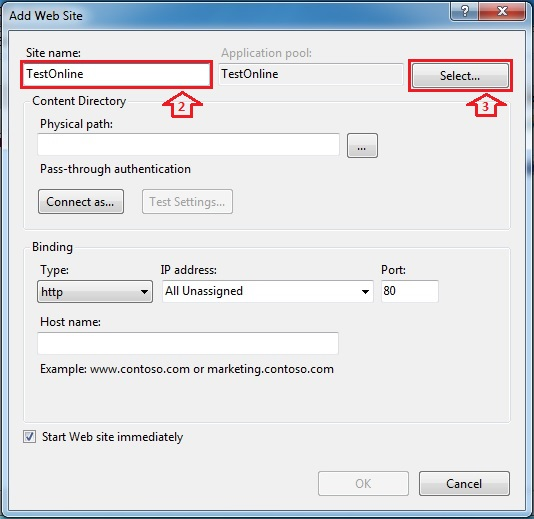 Add Web Site
?
Site name:
Application pool:
TestOnline
TestOnline
Select...
2
3
Content Directory
Physical path:
...
Pass-through authentication
Connect as...
Test Settings...
Binding
Type:
IP address:
Port:
http
All Unassigned
80
Host name:
Example: www.contoso.com or marketing.contoso.com
Start Web site immediately
OK
Cancel